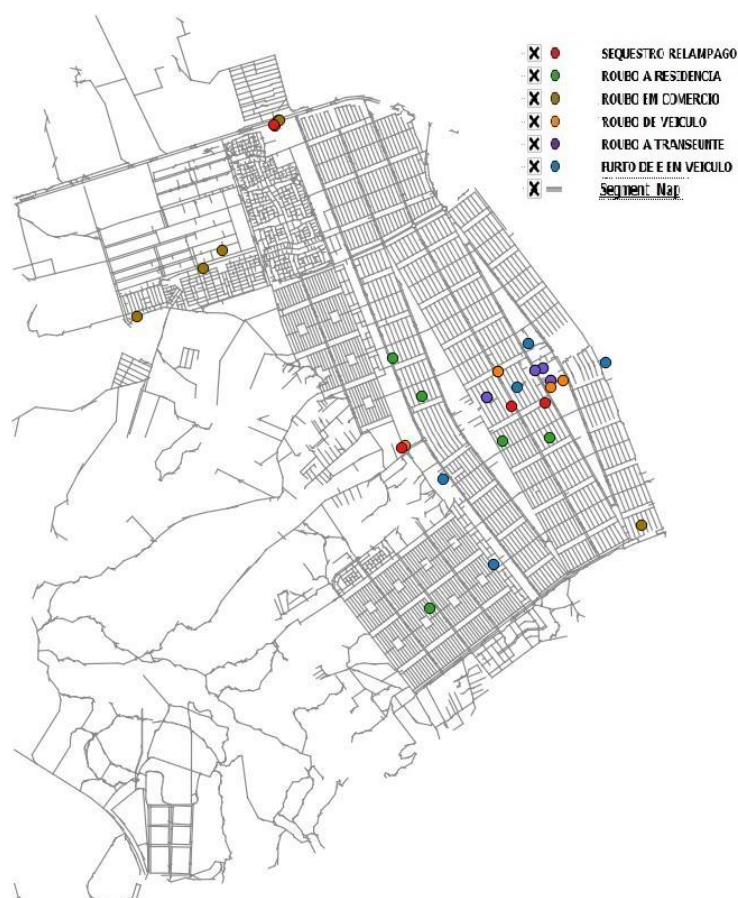 X SEQUESTRO RELAMPAGO
X ROUBO A RESIDENCIA
X ROUBO EM COMERCIO
X ROUBO DE VEICULO
X ROUBO A TRANSEUNTE
X FURTO DE E EM VEICULO
X Segment Nap